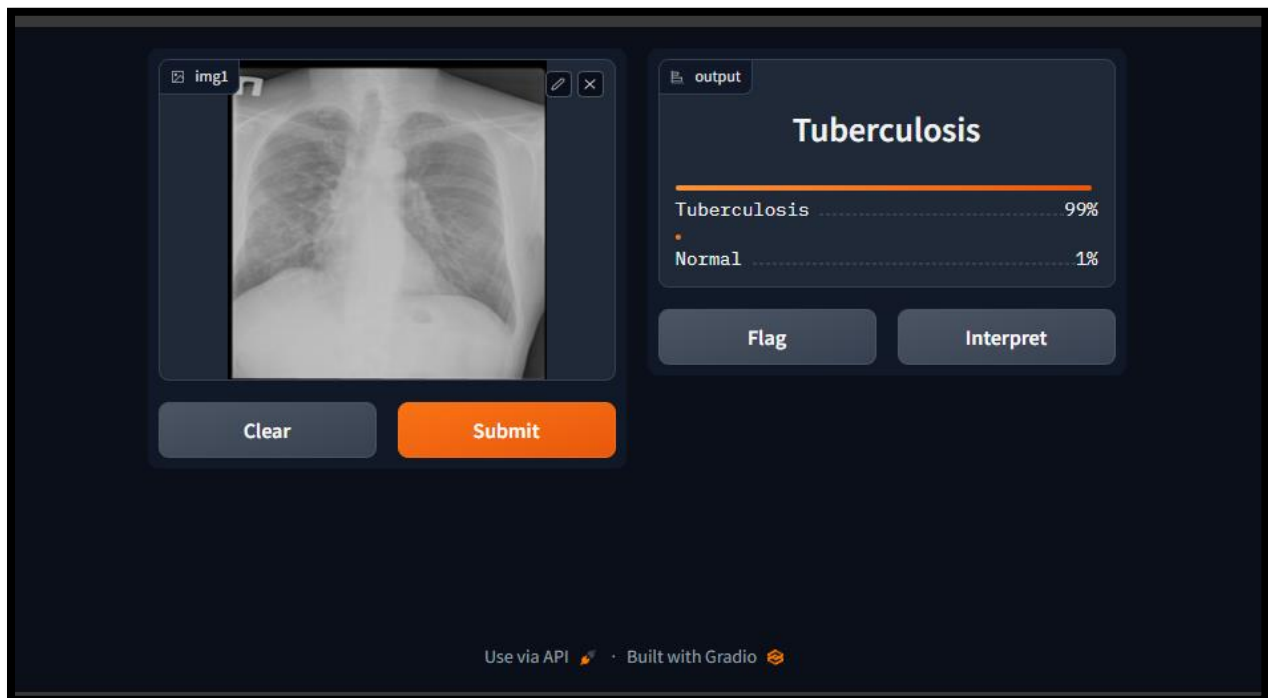 img1
Clear
Submit
output
Tuberculosis
Tuberculosis 99%
Normal 1%
Flag
Interpret
Use via API · Built with Gradio